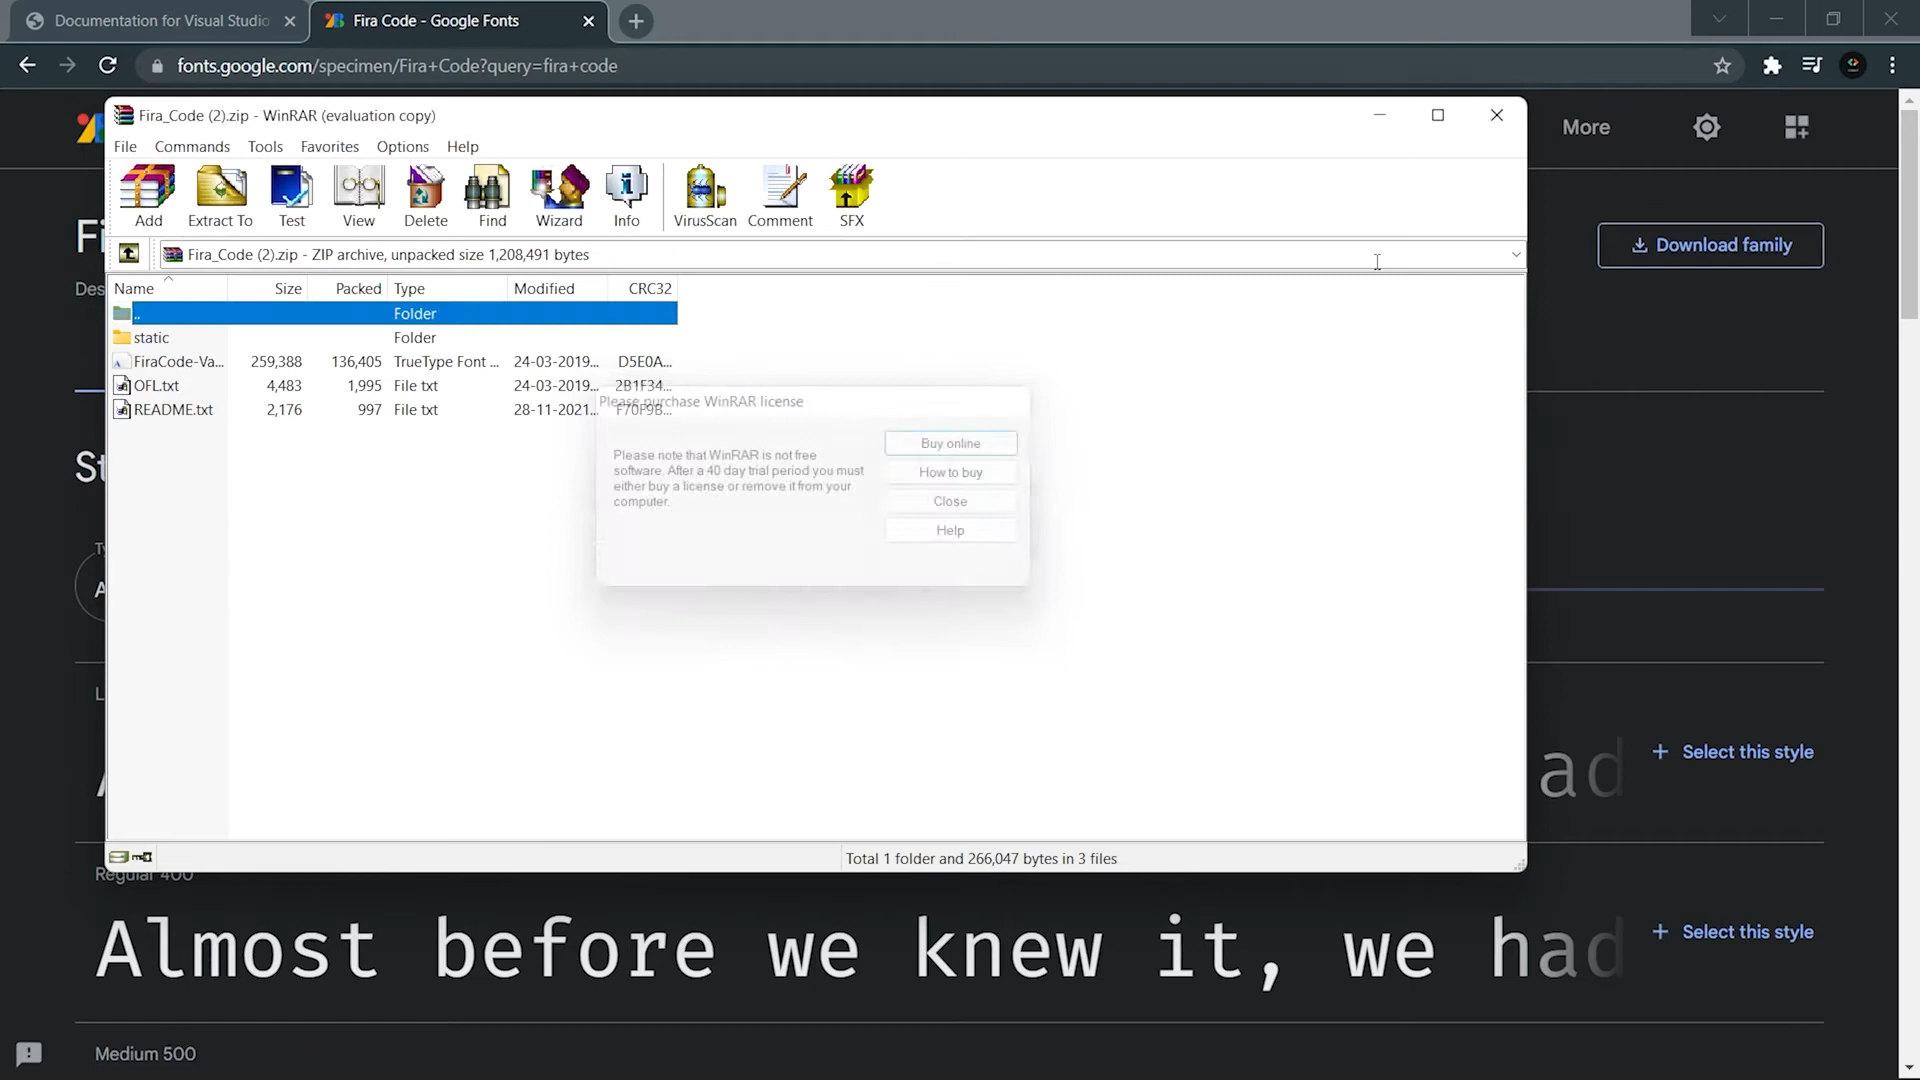 Documentation for Visual Studio
Fira Code - Google Fonts
fonts.google.com/specimen/Fira+Code?query=fira+code
Fira_Code (2).zip - WinRAR (evaluation copy)
File Commands Tools Favorites Options Help
More
Add Extract To Test View Delete Find Wizard Info VirusScan Comment SFX
Fi
Download family
Fira_Code (2).zip - ZIP archive, unpacked size 1,208,491 bytes
Des
Name Size Packed Type Modified CRC32
.. Folder
static Folder
FiraCode-Va... 259,388 136,405 TrueType Font ... 24-03-2019... D5E0A...
OFL.txt 4,483 1,995 File txt 24-03-2019... 2B1F34...
README.txt 2,176 997 File txt 28-11-2021... F70F9B...
Please purchase WinRAR license
Please note that WinRAR is not free
software. After a 40 day trial period you must
either buy a license or remove it from your
computer.
Buy online
How to buy
Close
Help
St
Ty
A
L
A
ad
Select this style
Total 1 folder and 266,047 bytes in 3 files
Regular 400
Almost before we knew it, we had
Select this style
Medium 500